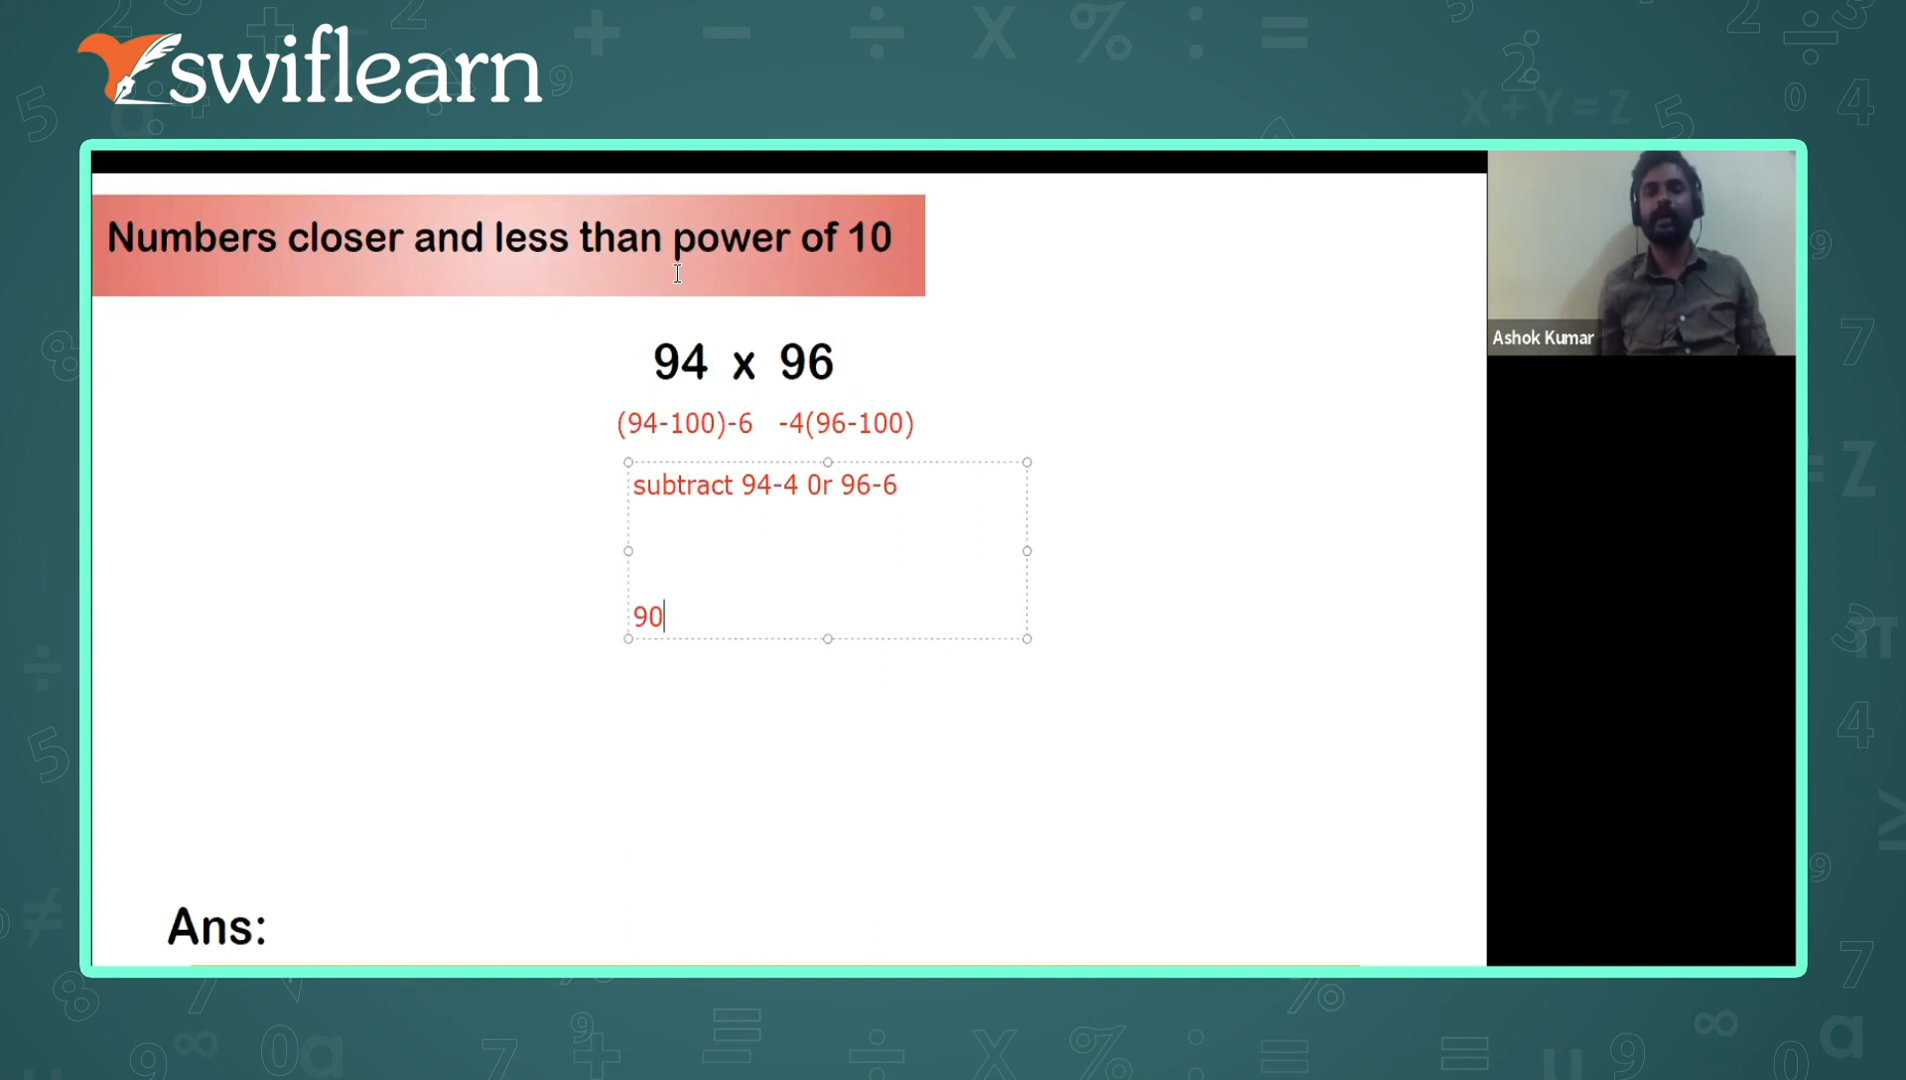 swiflearn
Numbers closer and less than power of 10
94 x 96
(94-100)-6 -4(96-100)
subtract 94-4 0r 96-6
90
Ans:
Ashok Kumar
X+Y=Z